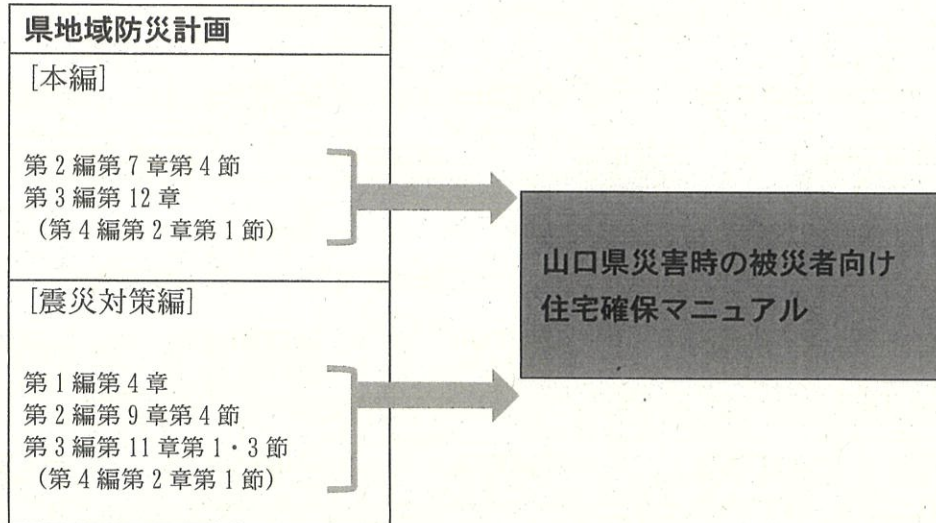 県地域防災計画
[本編]
第2編第7章第4節
第3編第12章
(第4編第2章第1節)
[震災対策編]
第1編第4章
第2編第9章第4節
第3編第11章第1・3節
(第4編第2章第1節)
山口県災害時の被災者向け
住宅確保マニュアル